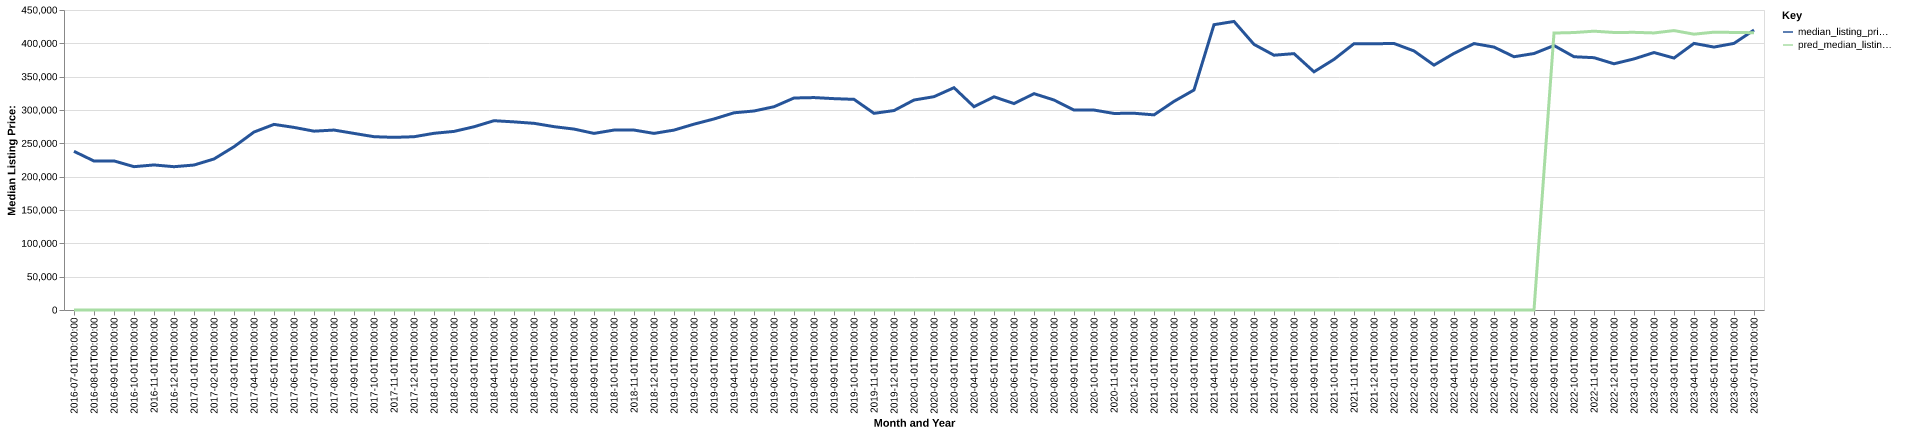 450,000
400,000
350,000
300,000
250,000
200,000
150,000
100,000
50,000
0
Median Listing Price:
2016-07-01T00:00:00
2016-08-01T00:00:00
2016-09-01T00:00:00
2016-10-01T00:00:00
2016-11-01T00:00:00
2016-12-01T00:00:00
2017-01-01T00:00:00
2017-02-01T00:00:00
2017-03-01T00:00:00
2017-04-01T00:00:00
2017-05-01T00:00:00
2017-06-01T00:00:00
2017-07-01T00:00:00
2017-08-01T00:00:00
2017-09-01T00:00:00
2017-10-01T00:00:00
2017-11-01T00:00:00
2017-12-01T00:00:00
2018-01-01T00:00:00
2018-02-01T00:00:00
2018-03-01T00:00:00
2018-04-01T00:00:00
2018-05-01T00:00:00
2018-06-01T00:00:00
2018-07-01T00:00:00
2018-08-01T00:00:00
2018-09-01T00:00:00
2018-10-01T00:00:00
2018-11-01T00:00:00
2018-12-01T00:00:00
2019-01-01T00:00:00
2019-02-01T00:00:00
2019-03-01T00:00:00
2019-04-01T00:00:00
2019-05-01T00:00:00
2019-06-01T00:00:00
2019-07-01T00:00:00
2019-08-01T00:00:00
2019-09-01T00:00:00
2019-10-01T00:00:00
2019-11-01T00:00:00
2019-12-01T00:00:00
2020-01-01T00:00:00
2020-02-01T00:00:00
2020-03-01T00:00:00
2020-04-01T00:00:00
2020-05-01T00:00:00
2020-06-01T00:00:00
2020-07-01T00:00:00
2020-08-01T00:00:00
2020-09-01T00:00:00
2020-10-01T00:00:00
2020-11-01T00:00:00
2020-12-01T00:00:00
2021-01-01T00:00:00
2021-02-01T00:00:00
2021-03-01T00:00:00
2021-04-01T00:00:00
2021-05-01T00:00:00
2021-06-01T00:00:00
2021-07-01T00:00:00
2021-08-01T00:00:00
2021-09-01T00:00:00
2021-10-01T00:00:00
2021-11-01T00:00:00
2021-12-01T00:00:00
2022-01-01T00:00:00
2022-02-01T00:00:00
2022-03-01T00:00:00
2022-04-01T00:00:00
2022-05-01T00:00:00
2022-06-01T00:00:00
2022-07-01T00:00:00
2022-08-01T00:00:00
2022-09-01T00:00:00
2022-10-01T00:00:00
2022-11-01T00:00:00
2022-12-01T00:00:00
2023-01-01T00:00:00
2023-02-01T00:00:00
2023-03-01T00:00:00
2023-04-01T00:00:00
2023-05-01T00:00:00
2023-06-01T00:00:00
2023-07-01T00:00:00
Month and Year
Key
median_listing_pri…
pred_median_listin…